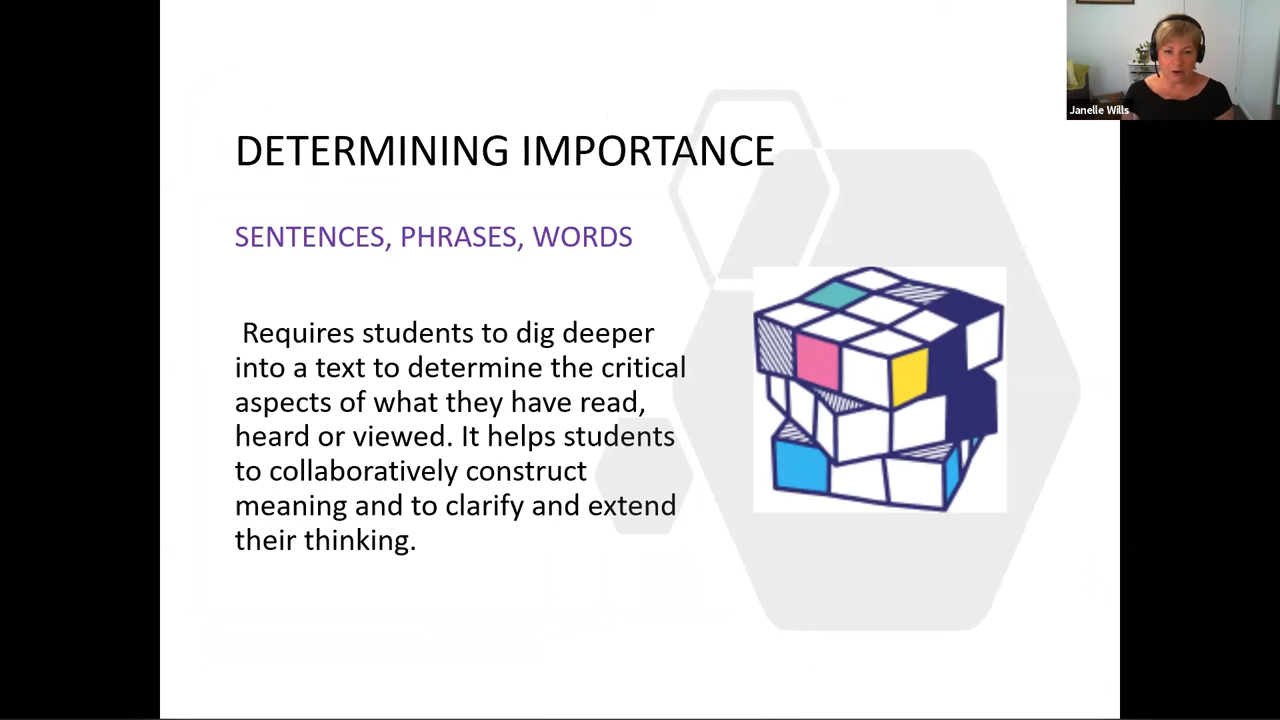 Janelle Wills
DETERMINING IMPORTANCE
SENTENCES, PHRASES, WORDS
Requires students to dig deeper
into a text to determine the critical
aspects of what they have read,
heard or viewed. It helps students
to collaboratively construct
meaning and to clarify and extend
their thinking.